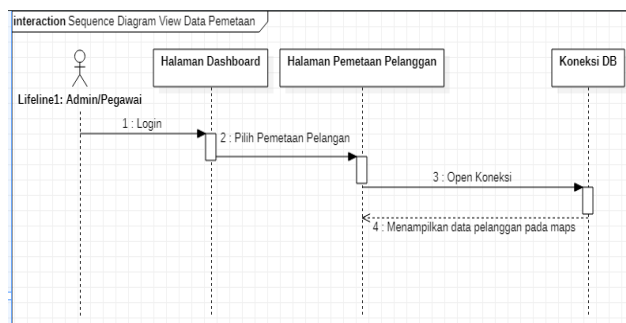 interaction Sequence Diagram View Data Pemetaan
Halaman Dashboard
Halaman Pemetaan Pelanggan
Koneksi DB
Lifeline1: Admin/Pegawai
1 : Login
2 : Pilih Pemetaan Pelangan
3 : Open Koneksi
4 : Menampilkan data pelanggan pada maps